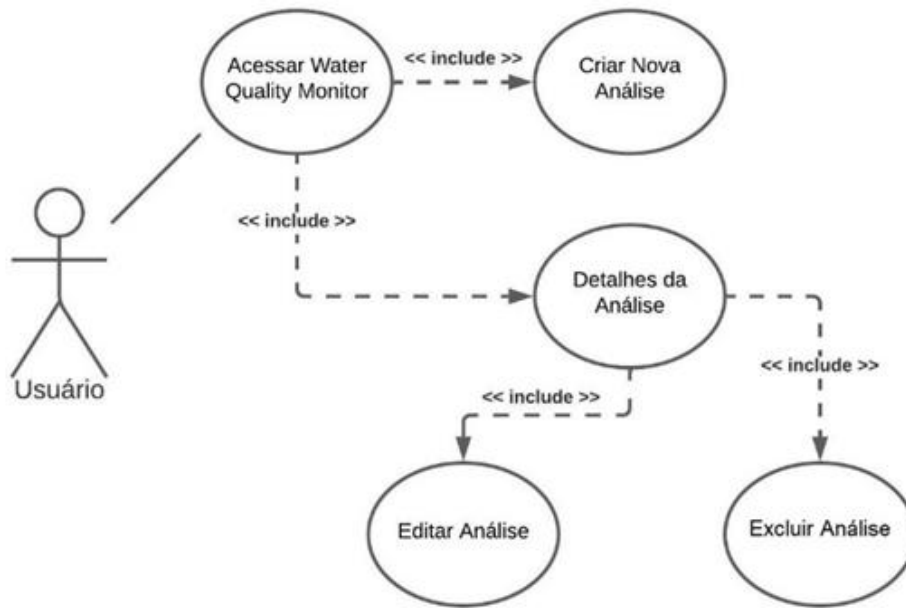 Acessar Water
Quality Monitor
<< include >>
Criar Nova
Análise
<< include >>
Detalhes da
Análise
Usuário
<< include >>
<< include >>
Editar Análise
Excluir Análise